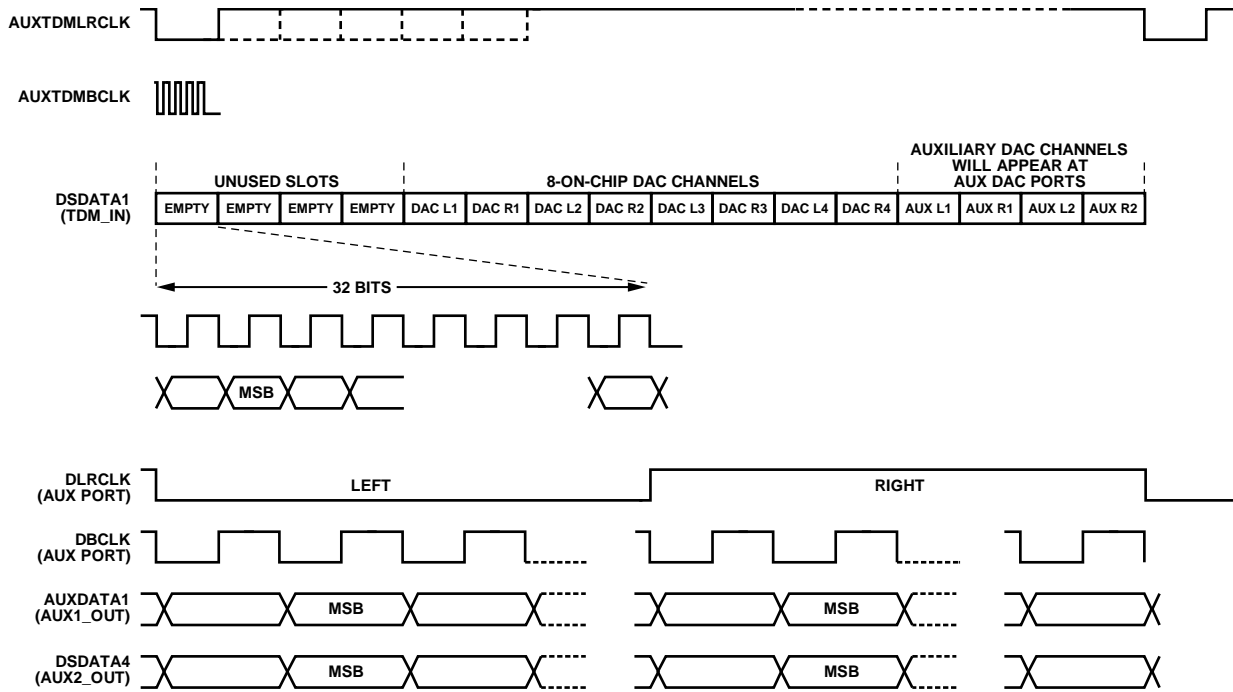 AUXTDMLRCLK
AUXTDMBCLK
AUXILIARY DAC CHANNELS
WILL APPEAR AT
AUX DAC PORTS
UNUSED SLOTS
8-ON-CHIP DAC CHANNELS
DSDATA1
(TDM_IN)
EMPTY EMPTY EMPTY EMPTY DAC L1 DAC R1 DAC L2 DAC R2 DAC L3 DAC R3 DAC L4 DAC R4 AUX L1 AUX R1 AUX L2 AUX R2
32 BITS
MSB
DLRCLK
(AUX PORT)
LEFT
RIGHT
DBCLK
(AUX PORT)
AUXDATA1
(AUX1_OUT)
MSB
MSB
DSDATA4
(AUX2_OUT)
MSB
MSB